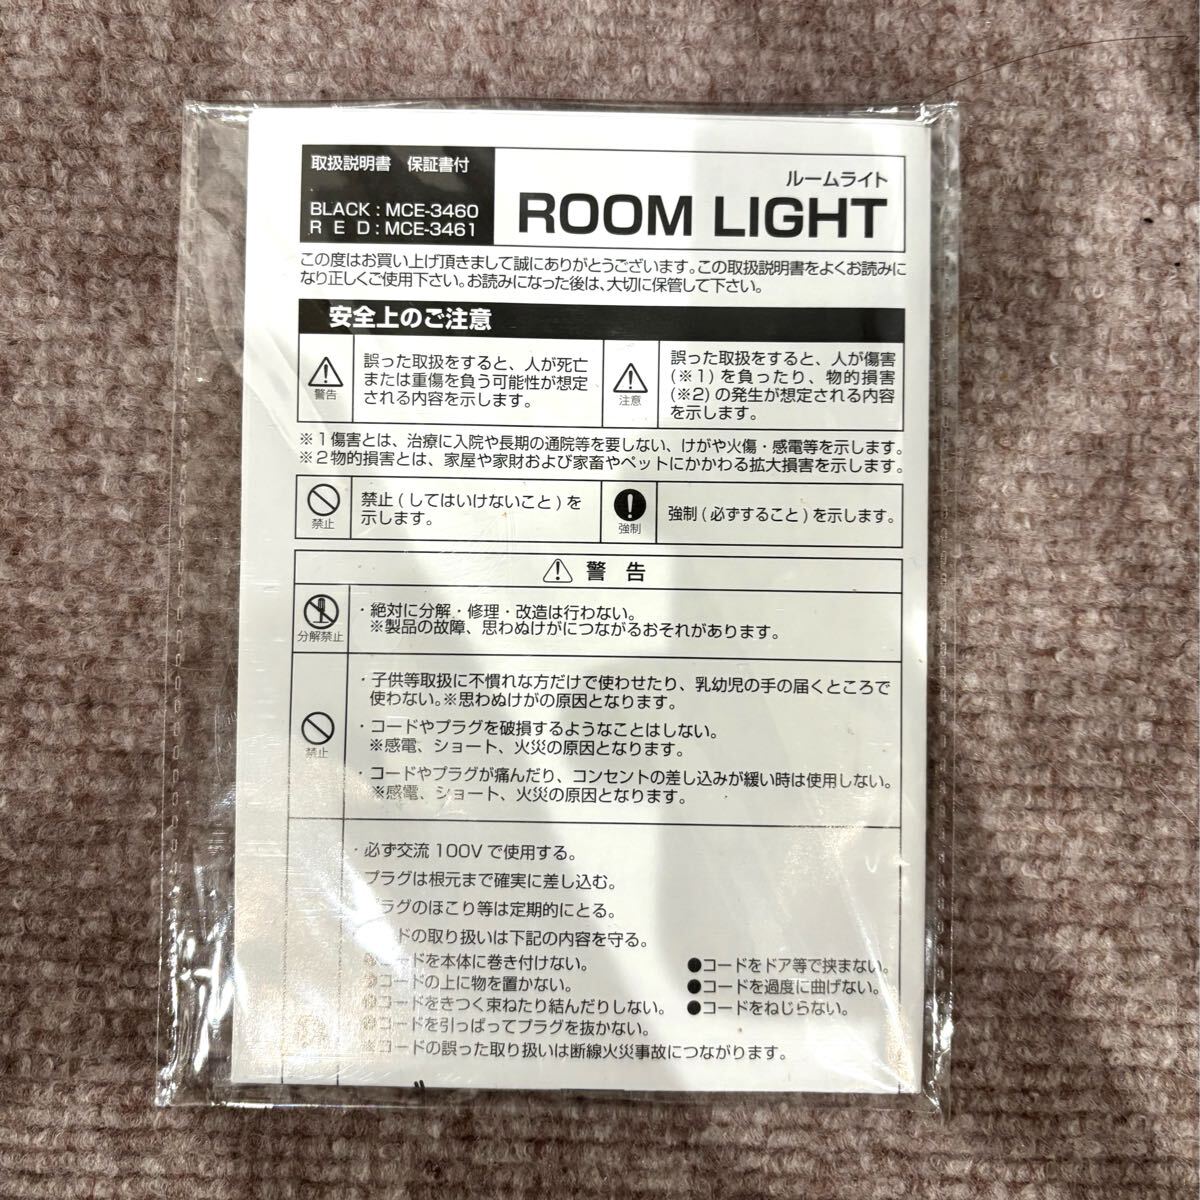 取扱説明書 保証書付
BLACK : MCE-3460
R E D : MCE-3461
ルームライト
ROOM LIGHT
この度はお買い上げ頂きまして誠にありがとうございます。この取扱説明書をよくお読みに
なり正しくご使用下さい。お読みになった後は、大切に保管して下さい。
安全上のご注意
警告
誤った取扱をすると、人が死亡
または重傷を負う可能性が想定
される内容を示します。
注意
誤った取扱をすると、人が傷害
(※1)を負ったり、物的損害
(※2)の発生が想定される内容
を示します。
※1傷害とは、治療に入院や長期の通院等を要しない、けがや火傷・感電等を示します。
※2物的損害とは、家屋や家財および家畜やペットにかかわる拡大損害を示します。
禁止
禁止(してはいけないこと)を
示します。
強制
強制(必ずすること)を示します。
警 告
分解禁止
・絶対に分解・修理・改造は行わない。
※製品の故障、思わぬけがにつながるおそれがあります。
禁止
・子供等取扱に不慣れな方だけで使わせたり、乳幼児の手の届くところで
使わない。※思わぬけがの原因となります。
・コードやプラグを破損するようなことはしない。
※感電、ショート、火災の原因となります。
・コードやプラグが痛んだり、コンセントの差し込みが緩い時は使用しない。
※感電、ショート、火災の原因となります。
・必ず交流100Vで使用する。
プラグは根元まで確実に差し込む。
プラグのほこり等は定期的にとる。
ードの取り扱いは下記の内容を守る。
コードを本体に巻き付けない。
●コードをドア等で挟まない。
コードの上に物を置かない。
●コードを過度に曲げない。
コードをきつく束ねたり結んだりしない。
●コードをねじらない。
コードを引っぱってプラグを抜かない。
※コードの誤った取り扱いは断線火災事故につながります。